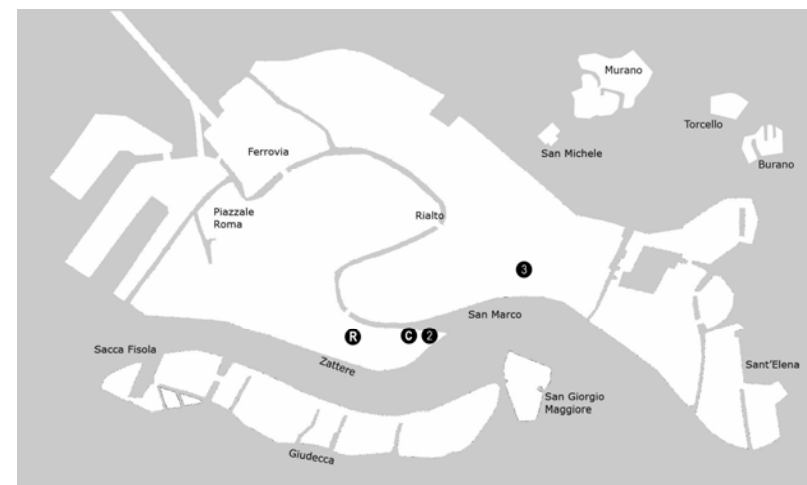 Murano
Torcello
San Michele
Burano
Ferrovia
Piazzale
Roma
Rialto
3
San Marco
R
C
2
Sacca Fisola
Zattere
Sant'Elena
San Giorgio
Maggiore
Giudecca